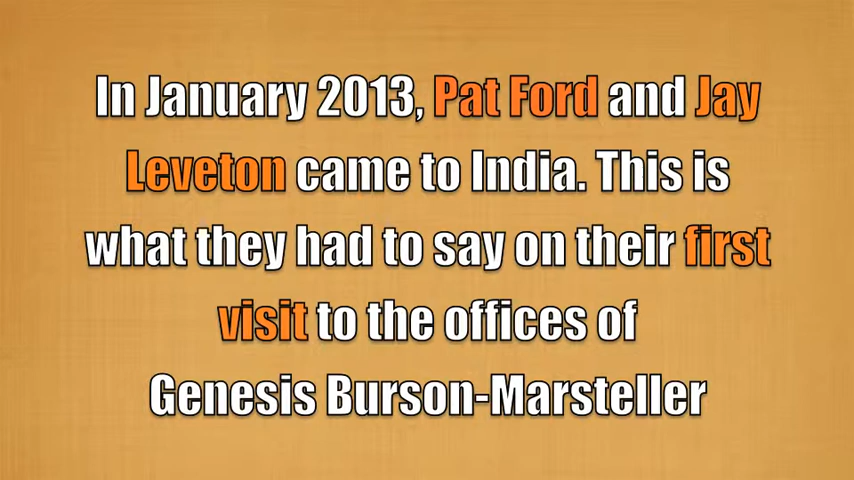 In January 2013, Pat Ford and Jay
Leveton came to India. This is
what they had to say on their first
visit to the offices of
Genesis Burson-Marsteller